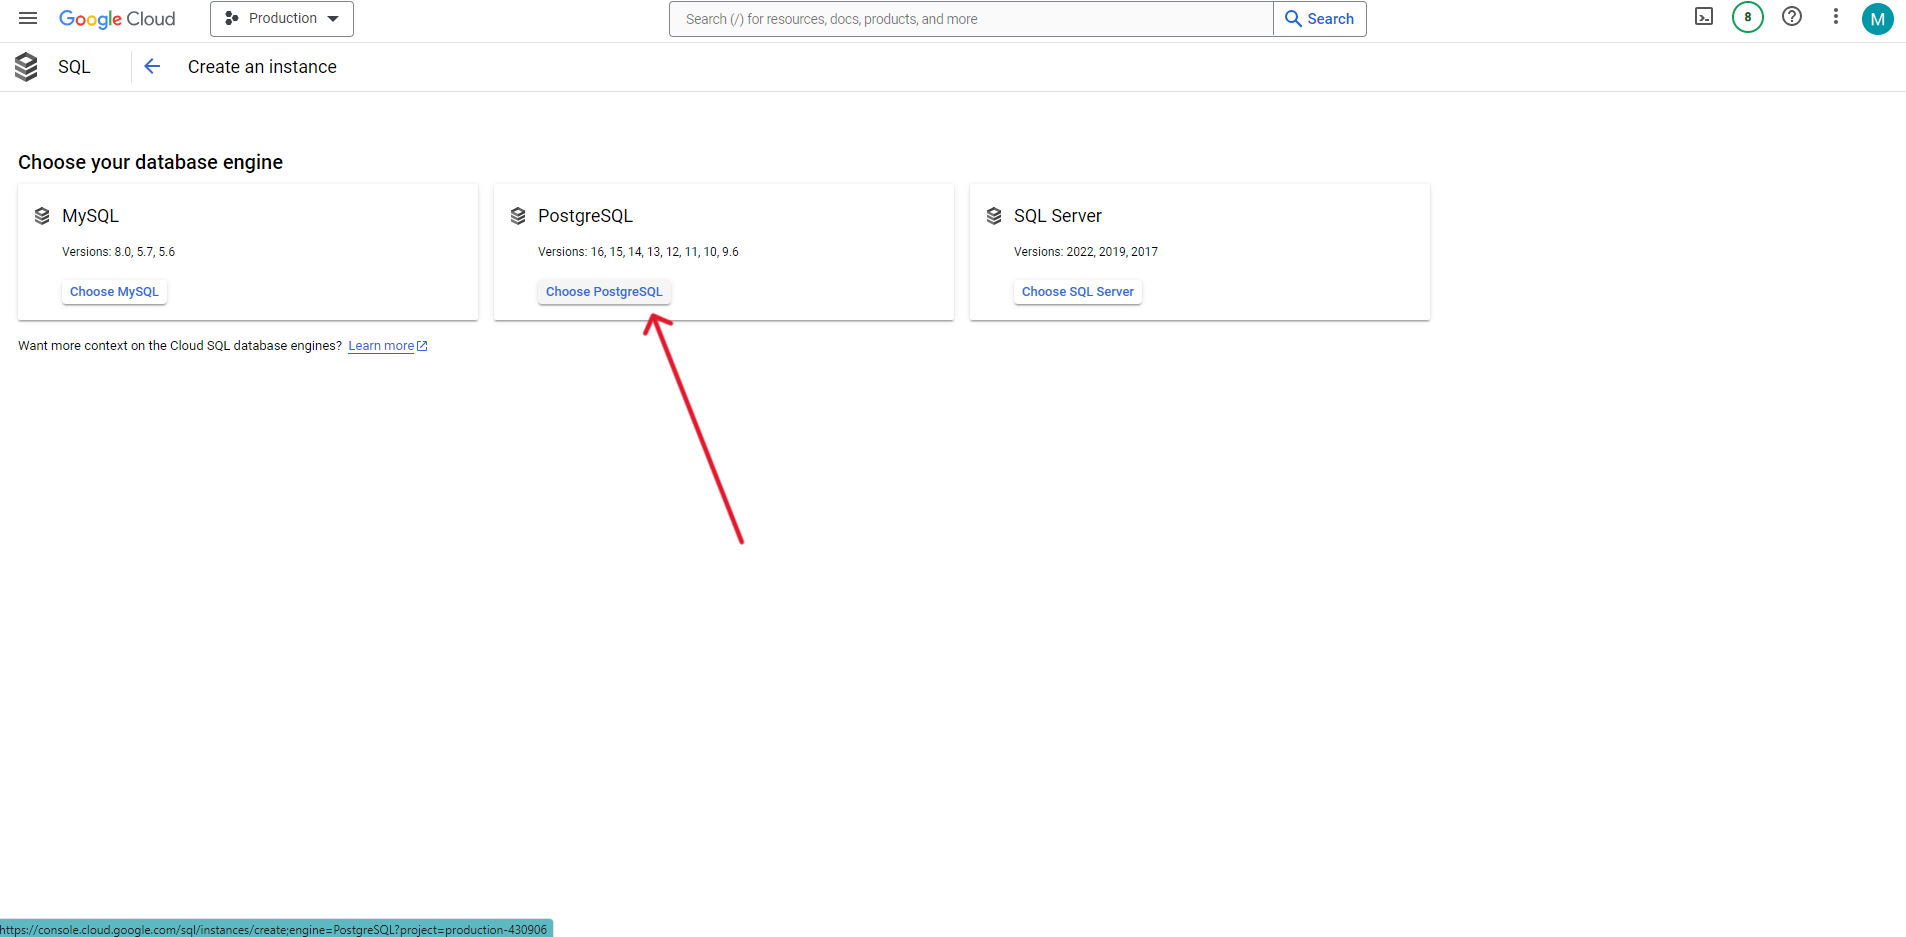 Google Cloud
Production
Search (/) for resources, docs, products, and more
Search
8
M
SQL
Create an instance
Choose your database engine
MySQL
Versions: 8.0, 5.7, 5.6
Choose MySQL
PostgreSQL
Versions: 16, 15, 14, 13, 12, 11, 10, 9.6
Choose PostgreSQL
SQL Server
Versions: 2022, 2019, 2017
Choose SQL Server
Want more context on the Cloud SQL database engines? Learn more
https://console.cloud.google.com/sql/instances/create;engine=PostgreSQL?project=production-430906